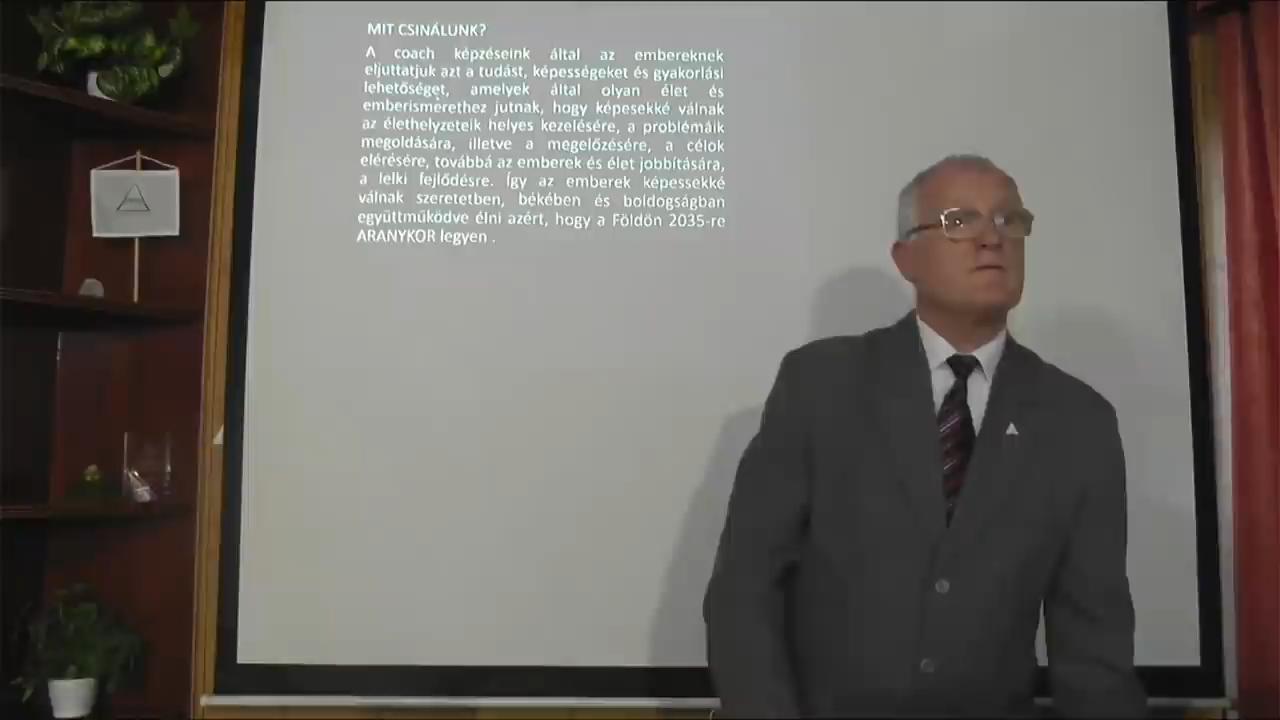 MIT CSINÁLUNK?
A coach képzéseink által az embereknek
eljuttatjuk azt a tudást, képességeket és gyakorlási
lehetőséget, amelyek által olyan élet és
emberismerethez jutnak, hogy képesekké válnak
az élethelyzeteik helyes kezelésére, a problémáik
megoldására, illetve a megelőzésére, a célok
elérésére, továbbá az emberek és élet jobbítására,
a lelki fejlődésre. Így az emberek képessekké
válnak szeretetben, békében és boldogságban
együttműködve élni azért, hogy a Földön 2035-re
ARANYKOR legyen .